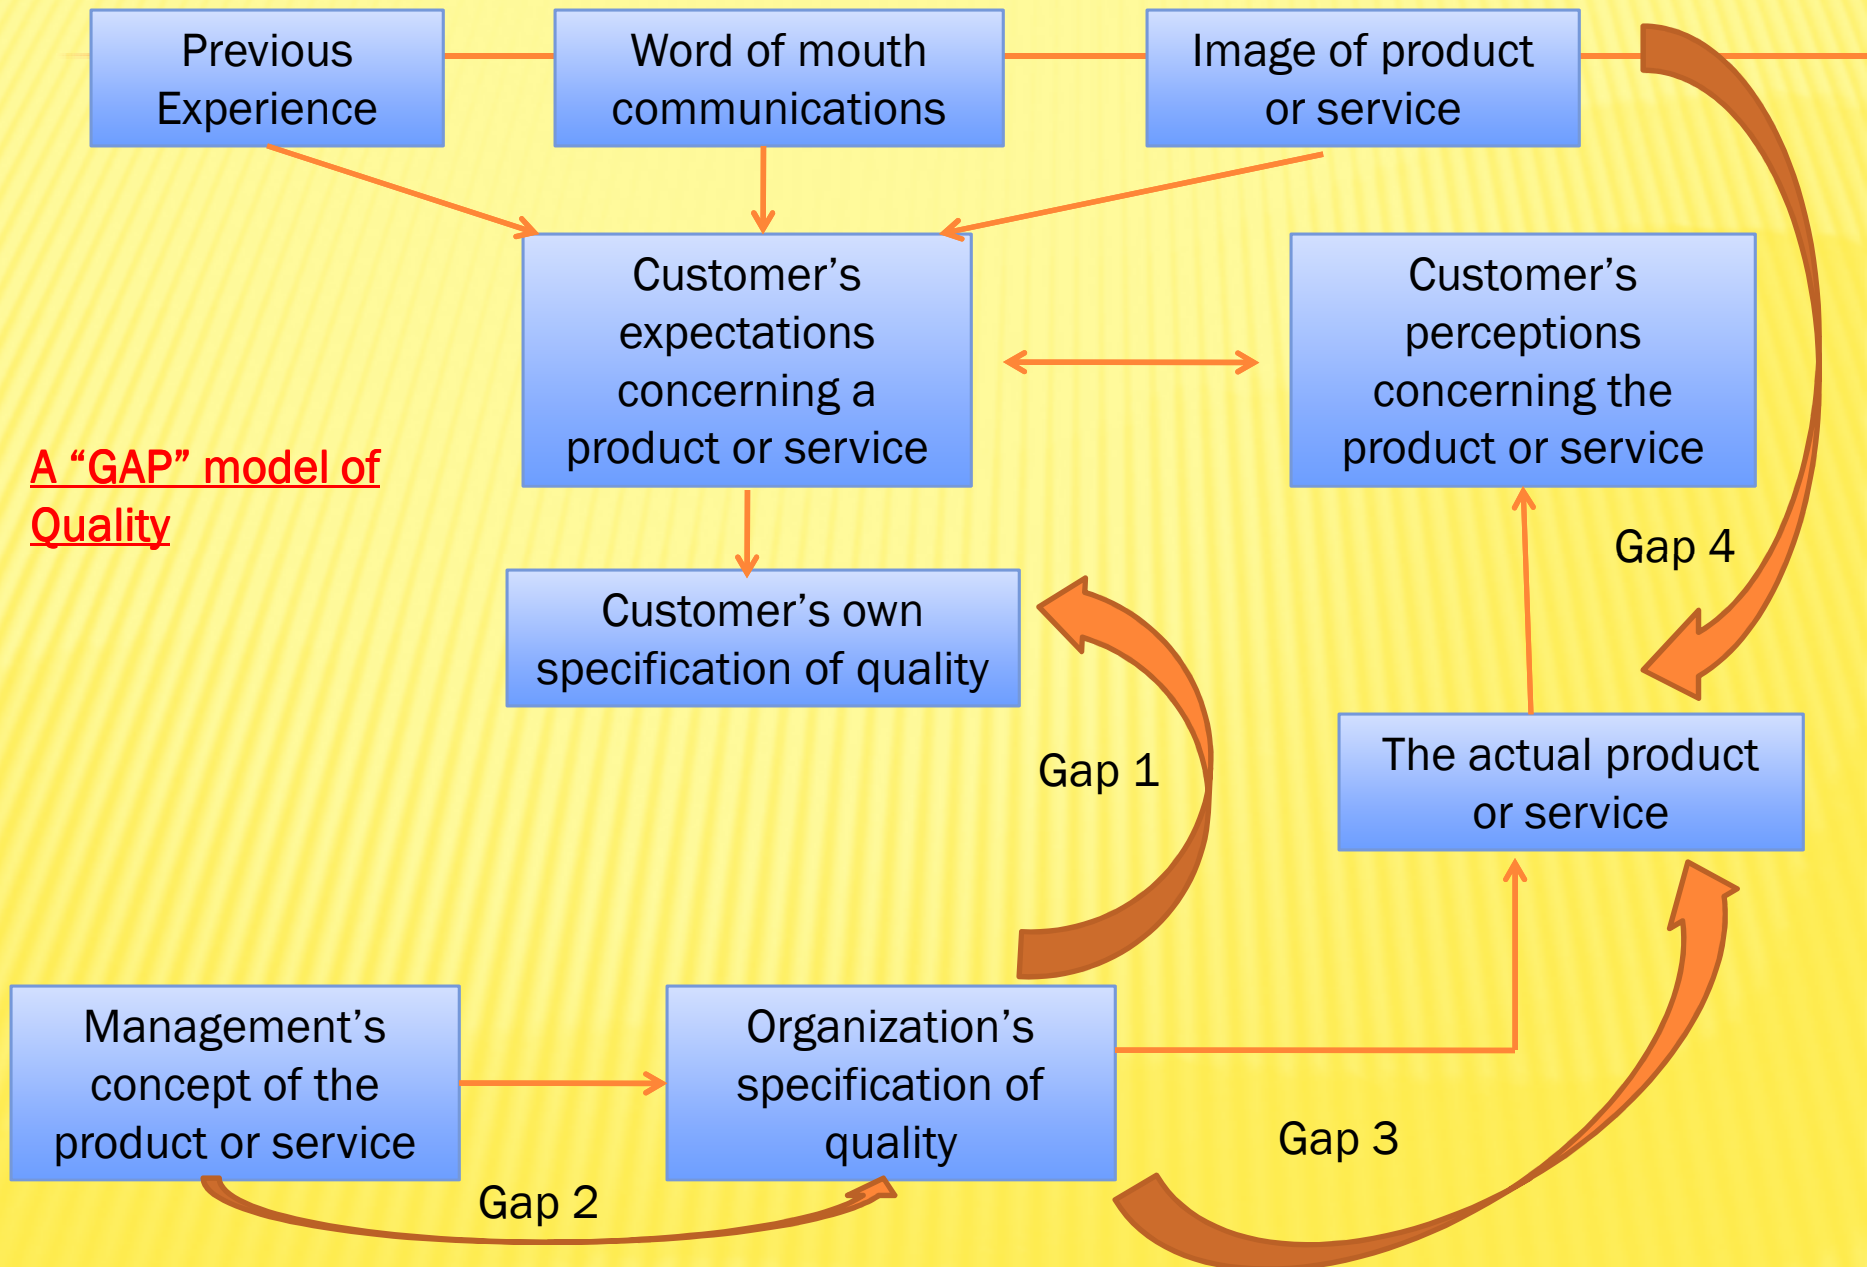 Previous
Experience
Word of mouth
communications
Image of product
or service
Customer’s
expectations
concerning a
product or service
Customer’s
perceptions
concerning the
product or service
A “GAP” model of
Quality
Gap 4
Customer’s own
specification of quality
Gap 1
The actual product
or service
Management’s
concept of the
product or service
Organization’s
specification of
quality
Gap 3
Gap 2